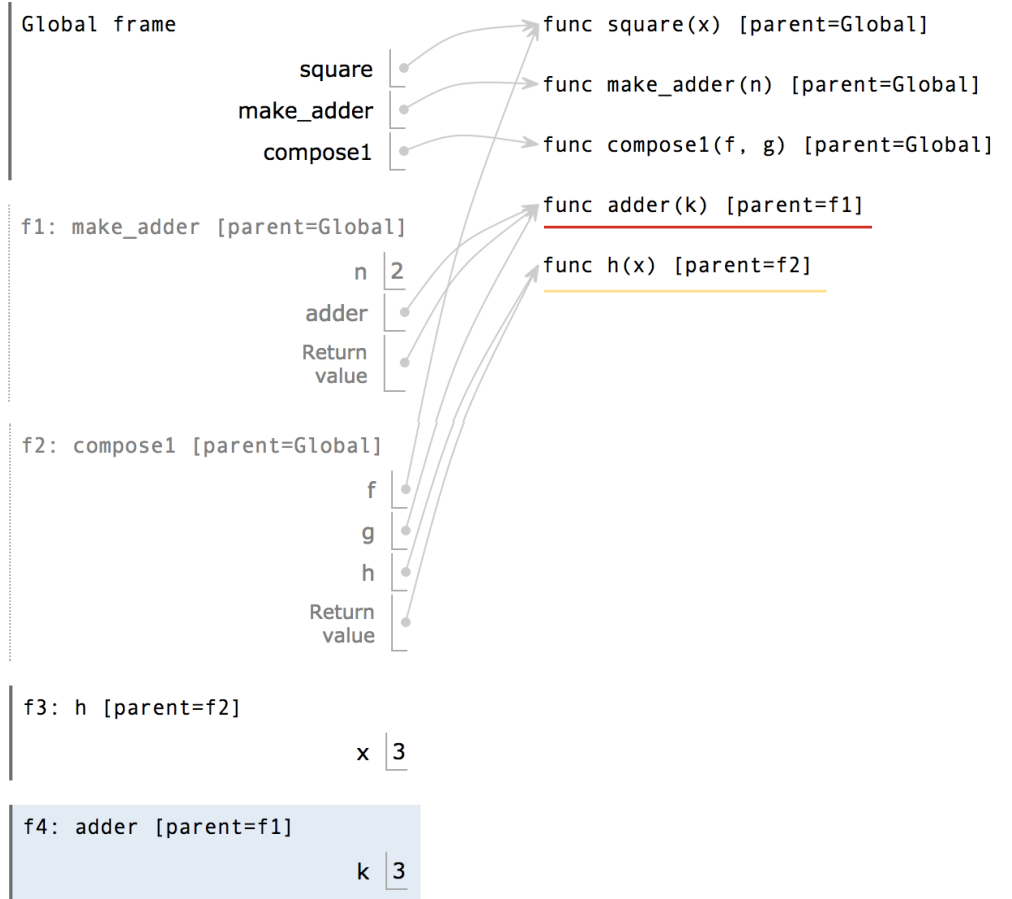 Global frame
square
make_adder
compose1
func square(x) [parent=Global]
func make_adder(n) [parent=Global]
func compose1(f, g) [parent=Global]
func adder(k) [parent=f1]
func h(x) [parent=f2]
f1: make_adder [parent=Global]
n 2
adder
Return
value
f2: compose1 [parent=Global]
f
g
h
Return
value
f3: h [parent=f2]
x 3
f4: adder [parent=f1]
k 3